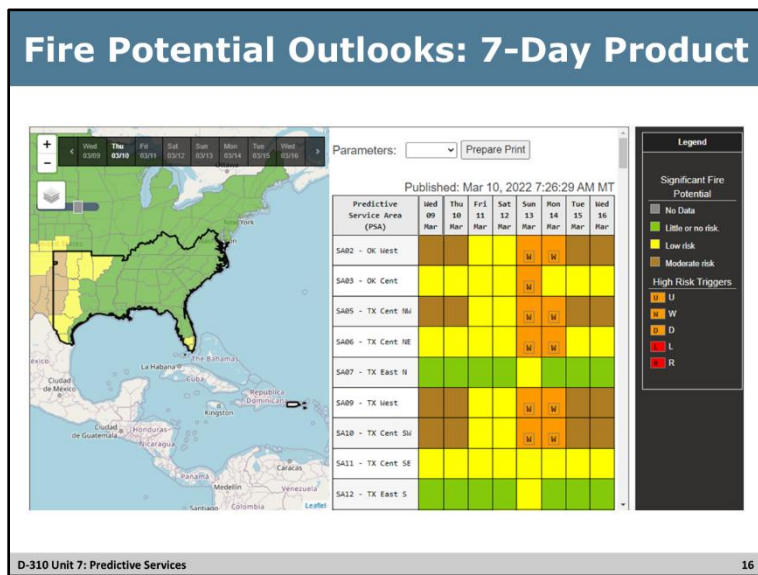 Fire Potential Outlooks: 7-Day Product
+
−
< Wed 03/09 Thu 03/10 Fri 03/11 Sat 03/12 Sun 03/13 Mon 03/14 Tue 03/15 Wed 03/16 >
New York
La Habana
The Bahamas
Cuba
Ciudad de México
Republica Dominicana
Kingston
Ciudad de Guatemala
Honduras
Nicaragua
Caracas
Panamá
Medellín
Venezuela
Santiago
Colombia
Leaflet
Parameters:
Prepare Print
Published: Mar 10, 2022 7:26:29 AM MT
Predictive Service Area (PSA)
Wed 09 Mar
Thu 10 Mar
Fri 11 Mar
Sat 12 Mar
Sun 13 Mar
Mon 14 Mar
Tue 15 Mar
Wed 16 Mar
SA02 - OK West W W
SA03 - OK Cent W
SA05 - TX Cent NW W W
SA06 - TX Cent NE W W
SA07 - TX East N
SA09 - TX West W W
SA10 - TX Cent SW W W
SA11 - TX Cent SE
SA12 - TX East S
Legend
Significant Fire
Potential
No Data
Little or no risk.
Low risk
Moderate risk
High Risk Triggers
U U
W W
D D
L L
R R
D-310 Unit 7: Predictive Services
16